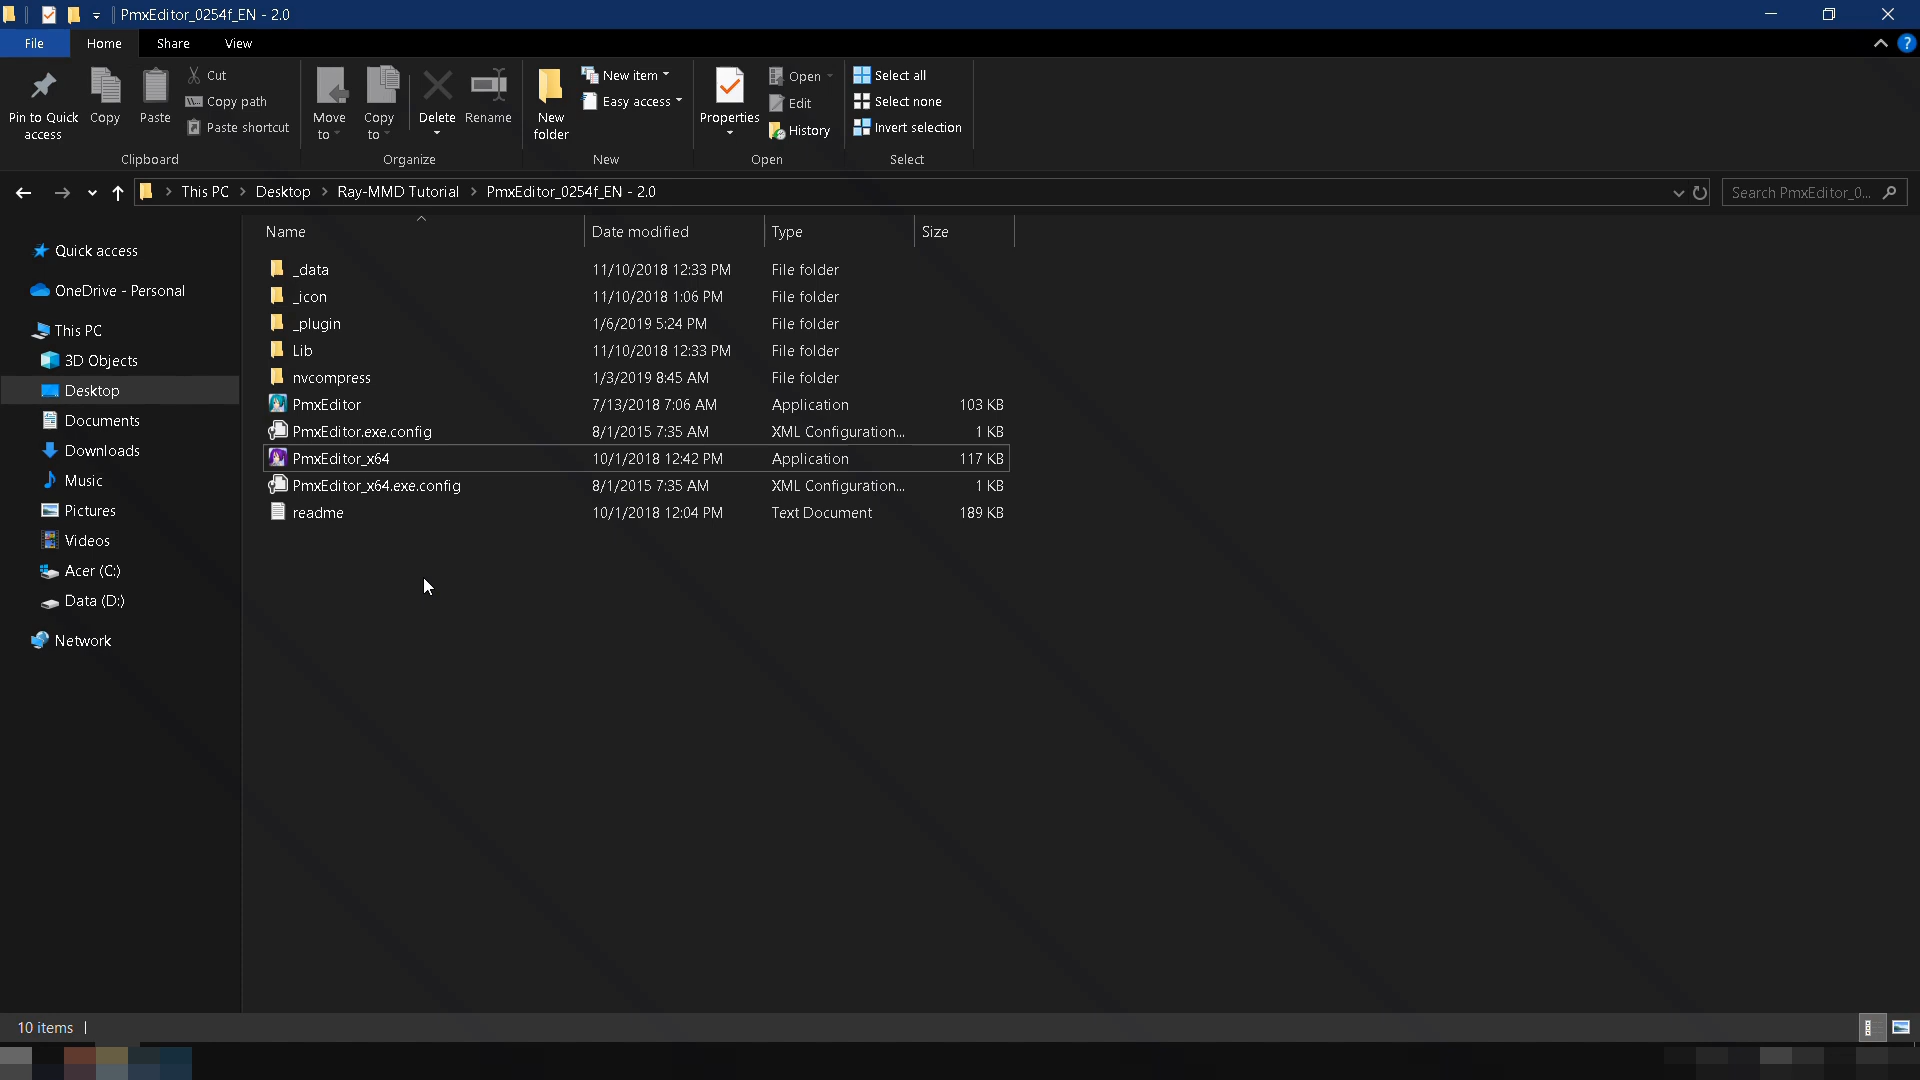 PmxEditor_0254f_EN - 2.0
File Home Share View
Pin to Quick access
Copy
Paste
Cut
Copy path
Paste shortcut
Clipboard
Move to
Copy to
Delete
Rename
Organize
New folder
New item
Easy access
New
Properties
Open
Edit
History
Open
Select all
Select none
Invert selection
Select
This PC > Desktop > Ray-MMD Tutorial > PmxEditor_0254f_EN - 2.0
Search PmxEditor_0...
Quick access
OneDrive - Personal
This PC
3D Objects
Desktop
Documents
Downloads
Music
Pictures
Videos
Acer (C:)
Data (D:)
Network
Name Date modified Type Size
_data 11/10/2018 12:33 PM File folder
_icon 11/10/2018 1:06 PM File folder
_plugin 1/6/2019 5:24 PM File folder
Lib 11/10/2018 12:33 PM File folder
nvcompress 1/3/2019 8:45 AM File folder
PmxEditor 7/13/2018 7:06 AM Application 103 KB
PmxEditor.exe.config 8/1/2015 7:35 AM XML Configuration... 1 KB
PmxEditor_x64 10/1/2018 12:42 PM Application 117 KB
PmxEditor_x64.exe.config 8/1/2015 7:35 AM XML Configuration... 1 KB
readme 10/1/2018 12:04 PM Text Document 189 KB
10 items